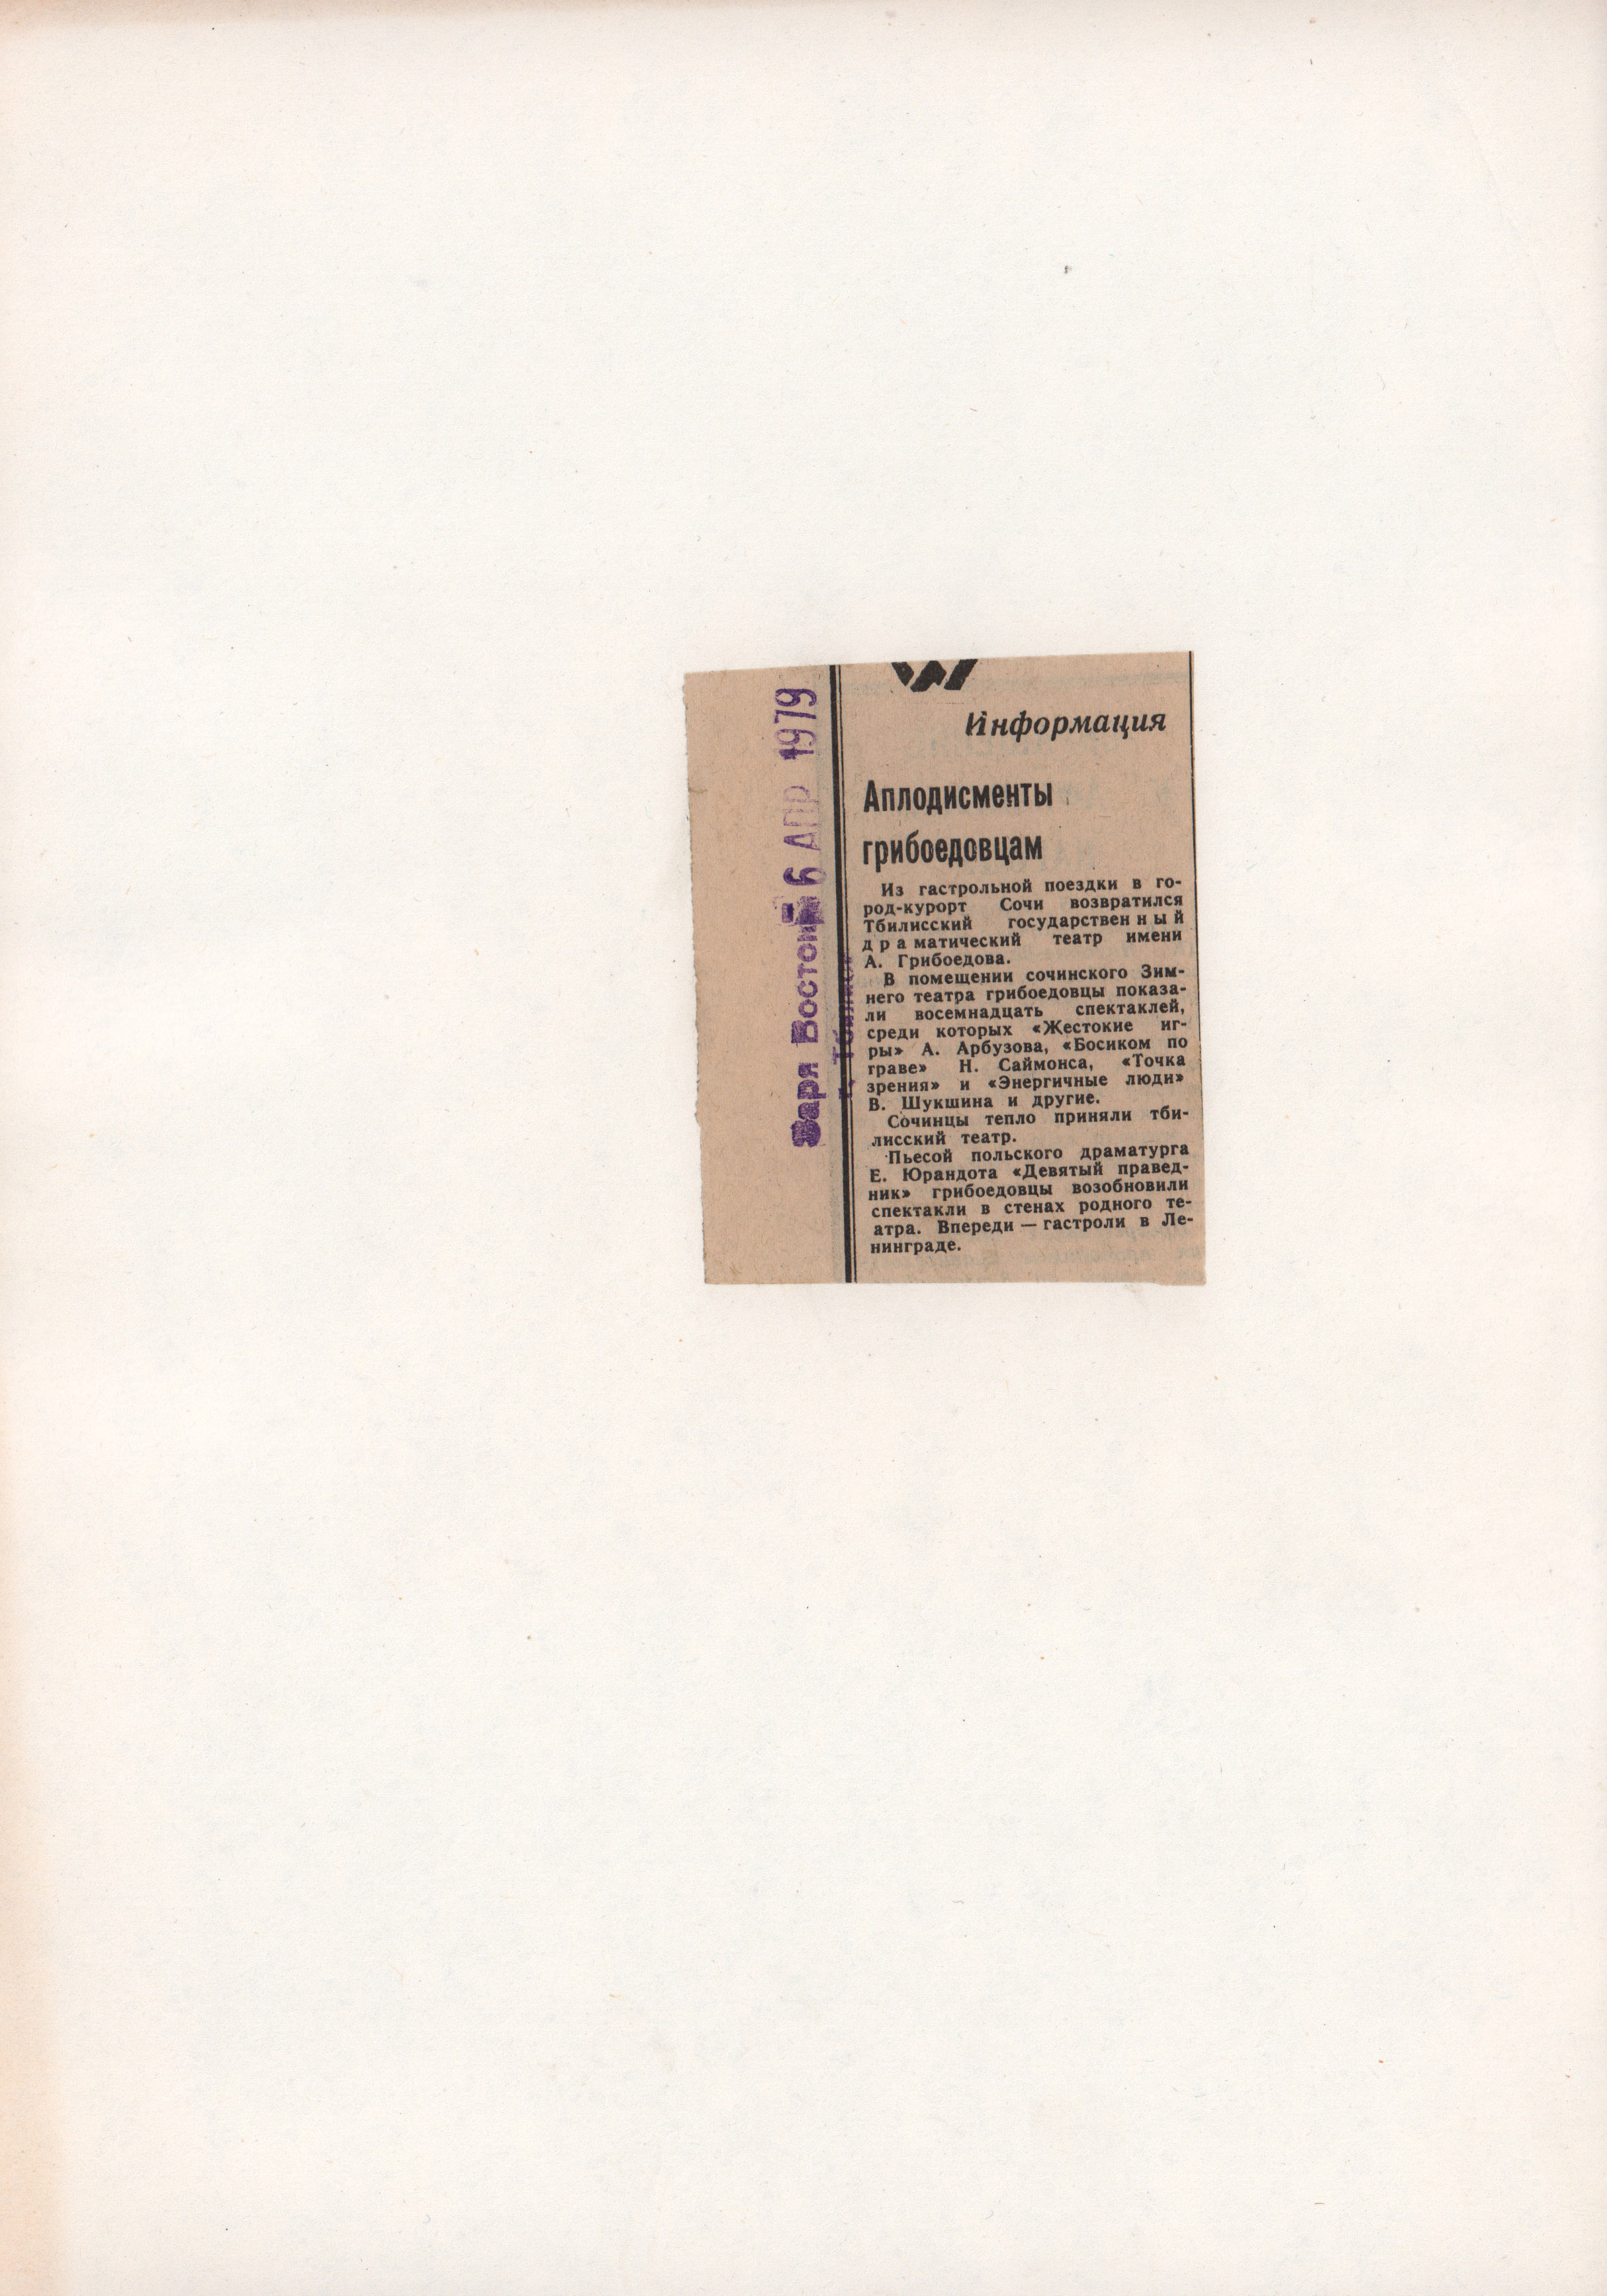 Заря Востока
6 АПР 1979
г. Тбилиси
Информация
Аплодисменты
грибоедовцам
Из гастрольной поездки в го-
род-курорт Сочи возвратился
Тбилисский государственный
драматический театр имени
А. Грибоедова.
В помещении сочинского Зим-
него театра грибоедовцы показа-
ли восемнадцать спектаклей,
среди которых «Жестокие иг-
ры» А. Арбузова, «Босиком по
траве» Н. Саймонса, «Точка
зрения» и «Энергичные люди»
В. Шукшина и другие.
Сочинцы тепло приняли тби-
лисский театр.
Пьесой польского драматурга
Е. Юрандота «Девятый правед-
ник» грибоедовцы возобновили
спектакли в стенах родного те-
атра. Впереди — гастроли в Ле-
нинграде.